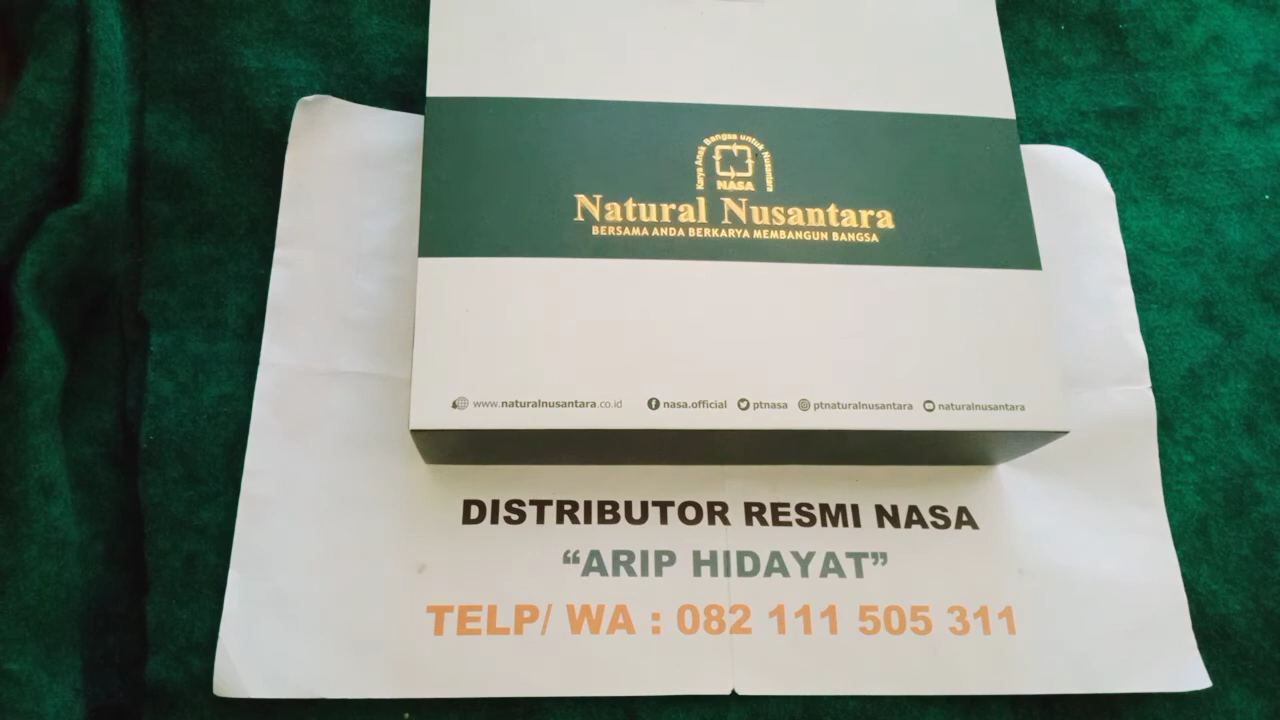 Karya Anak Bangsa untuk Nusantara
NASA
Natural Nusantara
BERSAMA ANDA BERKARYA MEMBANGUN BANGSA
www.naturalnusantara.co.id nasa.official ptnasa ptnaturalnusantara naturalnusantara
DISTRIBUTOR RESMI NASA
“ARIP HIDAYAT”
TELP/ WA : 082 111 505 311